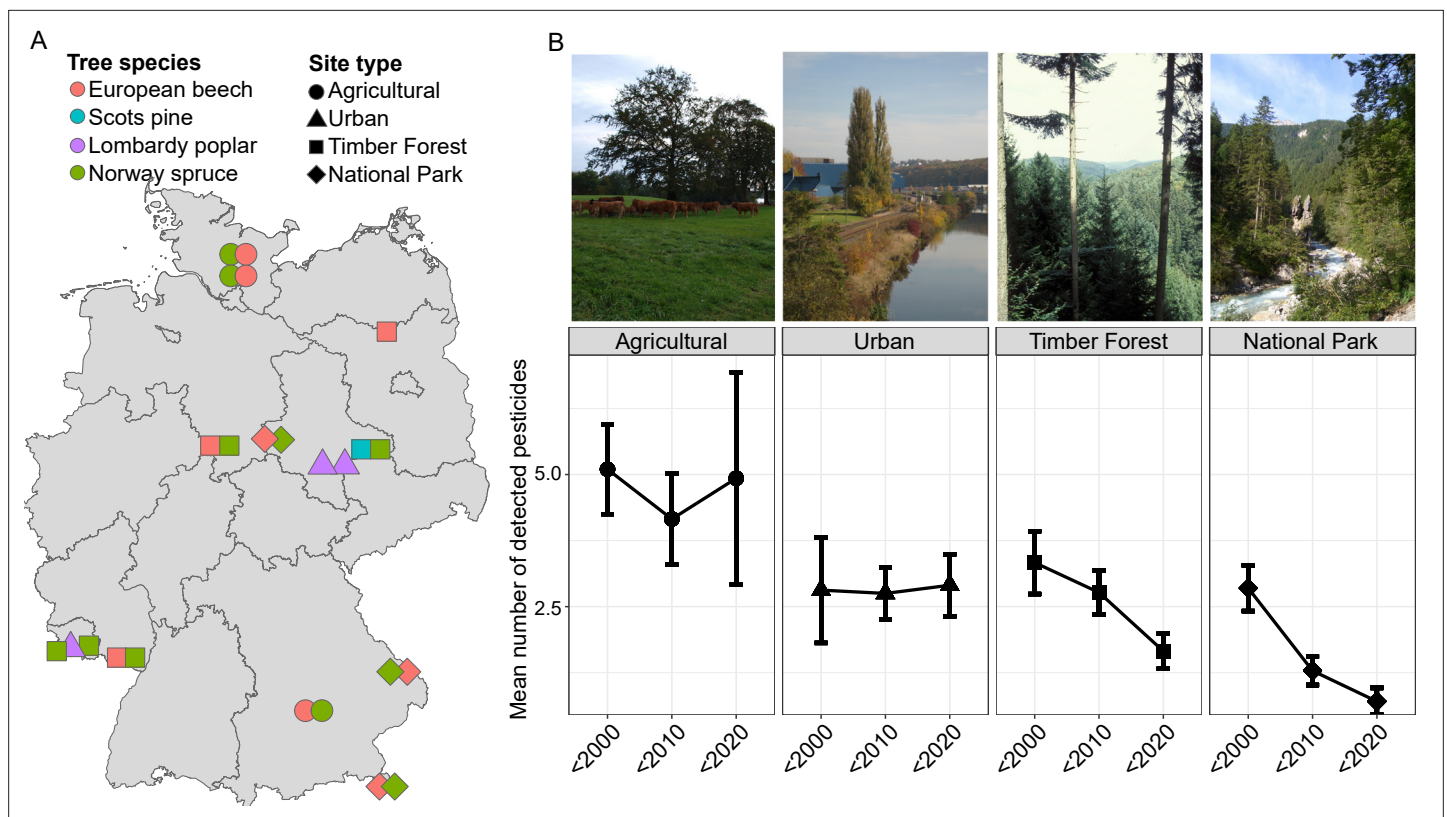 A
Tree species
European beech
Scots pine
Lombardy poplar
Norway spruce
Site type
Agricultural
Urban
Timber Forest
National Park
B
Agricultural
Urban
Timber Forest
National Park
Mean number of detected pesticides
5.0
2.5
<2000
<2010
<2020
<2000
<2010
<2020
<2000
<2010
<2020
<2000
<2010
<2020